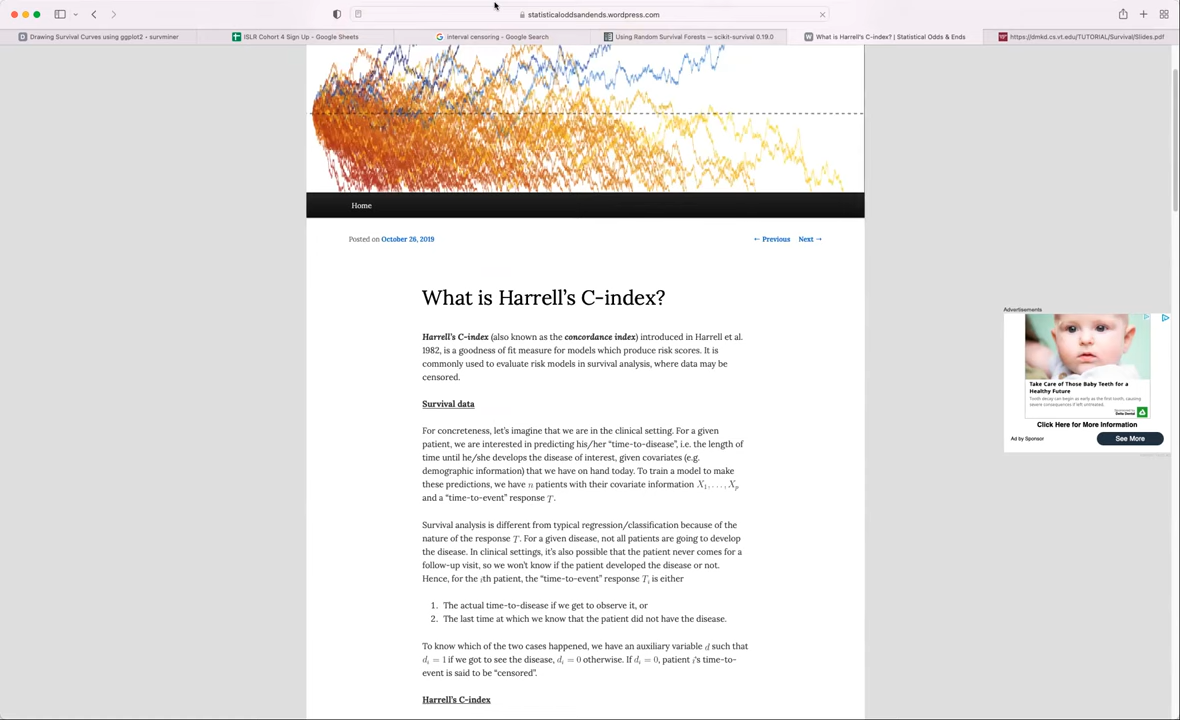 statisticaloddsandends.wordpress.com
Drawing Survival Curves using ggplot2 - survminer
ISLR Cohort 4 Sign Up - Google Sheets
interval censoring - Google Search
Using Random Survival Forests — scikit-survival 0.19.0
What is Harrell's C-index? | Statistical Odds & Ends
https://dmkd.cs.vt.edu/TUTORIAL/Survival/Slides.pdf
Home
Posted on October 26, 2019
← Previous Next →
What is Harrell's C-index?
Harrell's C-index (also known as the concordance index) introduced in Harrell et al.
1982, is a goodness of fit measure for models which produce risk scores. It is
commonly used to evaluate risk models in survival analysis, where data may be
censored.
Survival data
For concreteness, let's imagine that we are in the clinical setting. For a given
patient, we are interested in predicting his/her “time-to-disease”, i.e. the length of
time until he/she develops the disease of interest, given covariates (e.g.
demographic information) that we have on hand today. To train a model to make
these predictions, we have n patients with their covariate information X₁, . . . , Xₚ
and a “time-to-event” response T.
Survival analysis is different from typical regression/classification because of the
nature of the response T. For a given disease, not all patients are going to develop
the disease. In clinical settings, it's also possible that the patient never comes for a
follow-up visit, so we won't know if the patient developed the disease or not.
Hence, for the ith patient, the “time-to-event” response Tᵢ is either
1. The actual time-to-disease if we get to observe it, or
2. The last time at which we know that the patient did not have the disease.
To know which of the two cases happened, we have an auxiliary variable d such that
dᵢ = 1 if we got to see the disease, dᵢ = 0 otherwise. If dᵢ = 0, patient i's time-to-
event is said to be “censored”.
Harrell's C-index
Advertisements
Take Care of Those Baby Teeth for a
Healthy Future
Click Here for More Information
Ad by Sponsor
See More